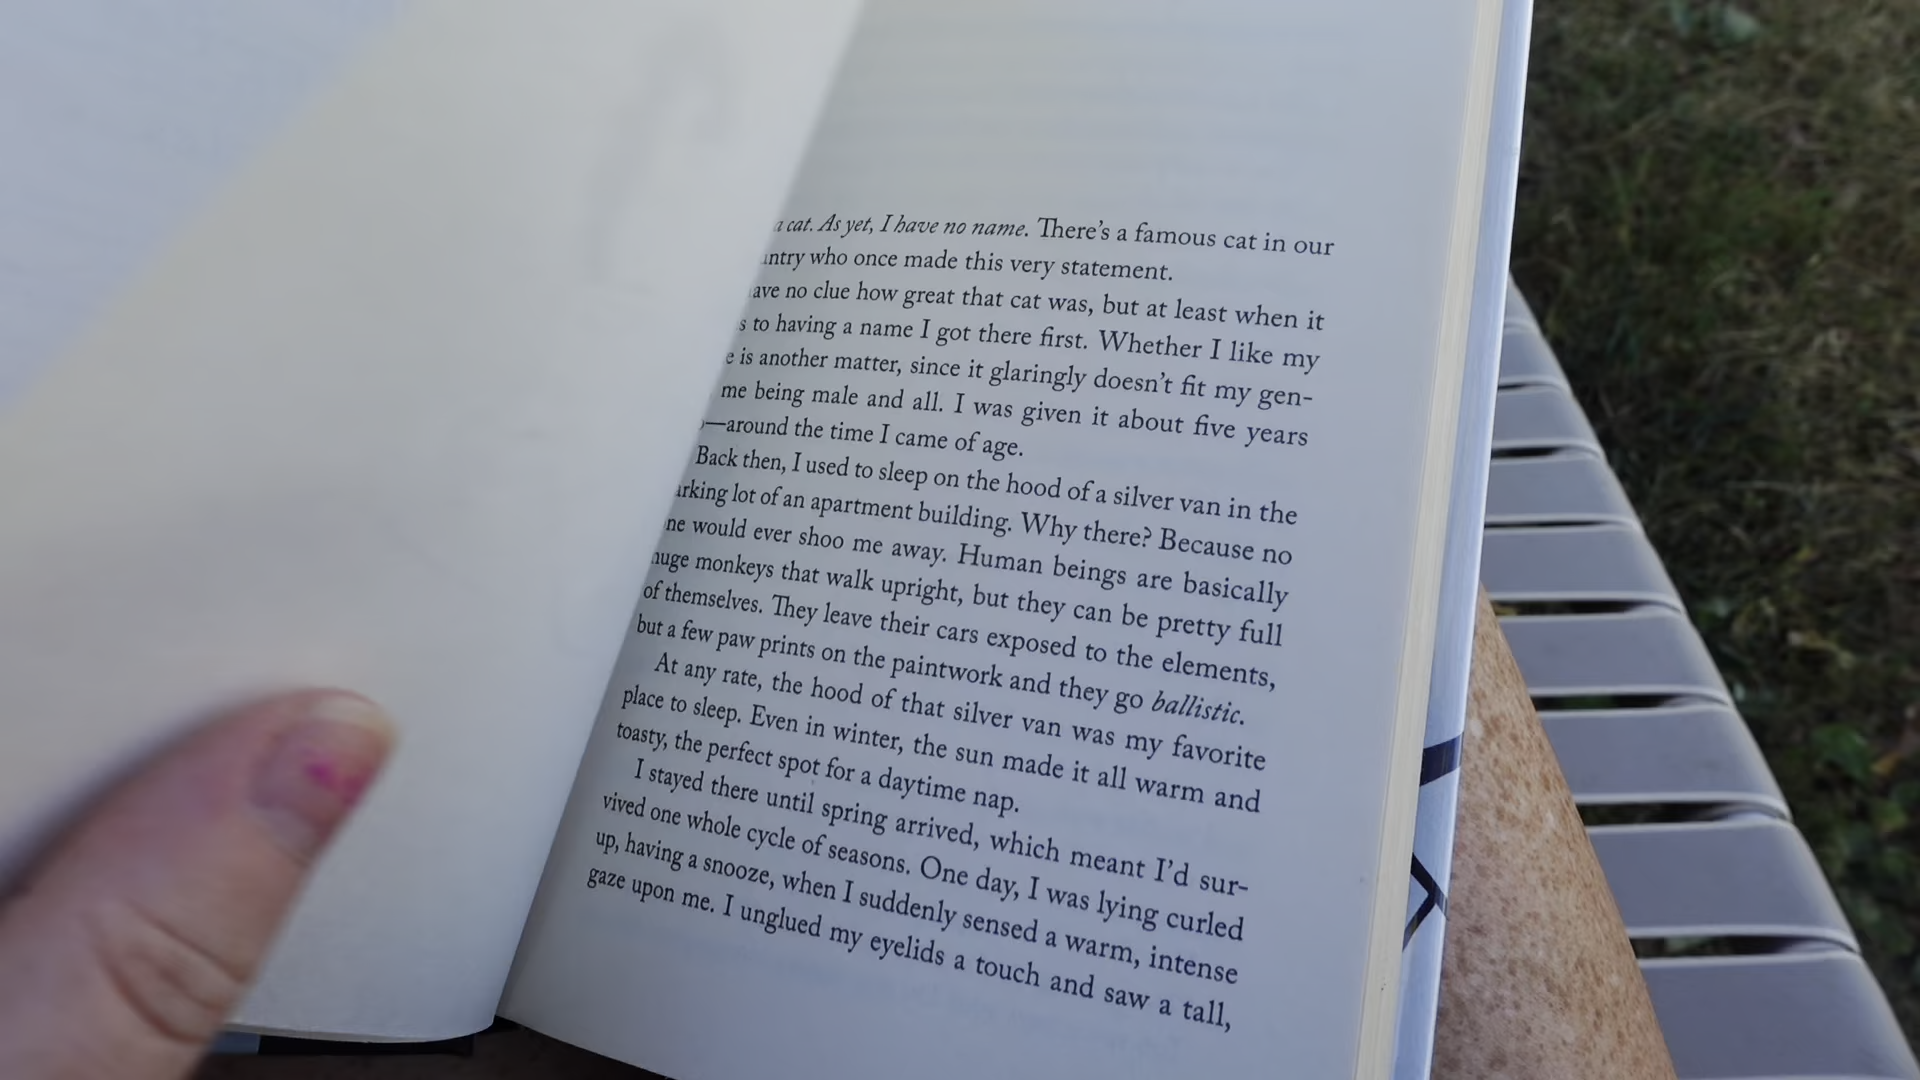 a cat. As yet, I have no name. There's a famous cat in our
who once made this very statement.
no clue how great that cat was, but at least when it
to having a name I got there first. Whether I like my
is another matter, since it glaringly doesn't fit my gen-
me being male and all. I was given it about five years
—around the time I came of age.
Back then, I used to sleep on the hood of a silver van in the
lot of an apartment building. Why there? Because no
would ever shoo me away. Human beings are basically
huge monkeys that walk upright, but they can be pretty full
of themselves. They leave their cars exposed to the elements,
but a few paw prints on the paintwork and they go ballistic.
At any rate, the hood of that silver van was my favorite
place to sleep. Even in winter, the sun made it all warm and
toasty, the perfect spot for a daytime nap.
I stayed there until spring arrived, which meant I'd sur-
vived one whole cycle of seasons. One day, I was lying curled
up, having a snooze, when I suddenly sensed a warm, intense
gaze upon me. I unglued my eyelids a touch and saw a tall,